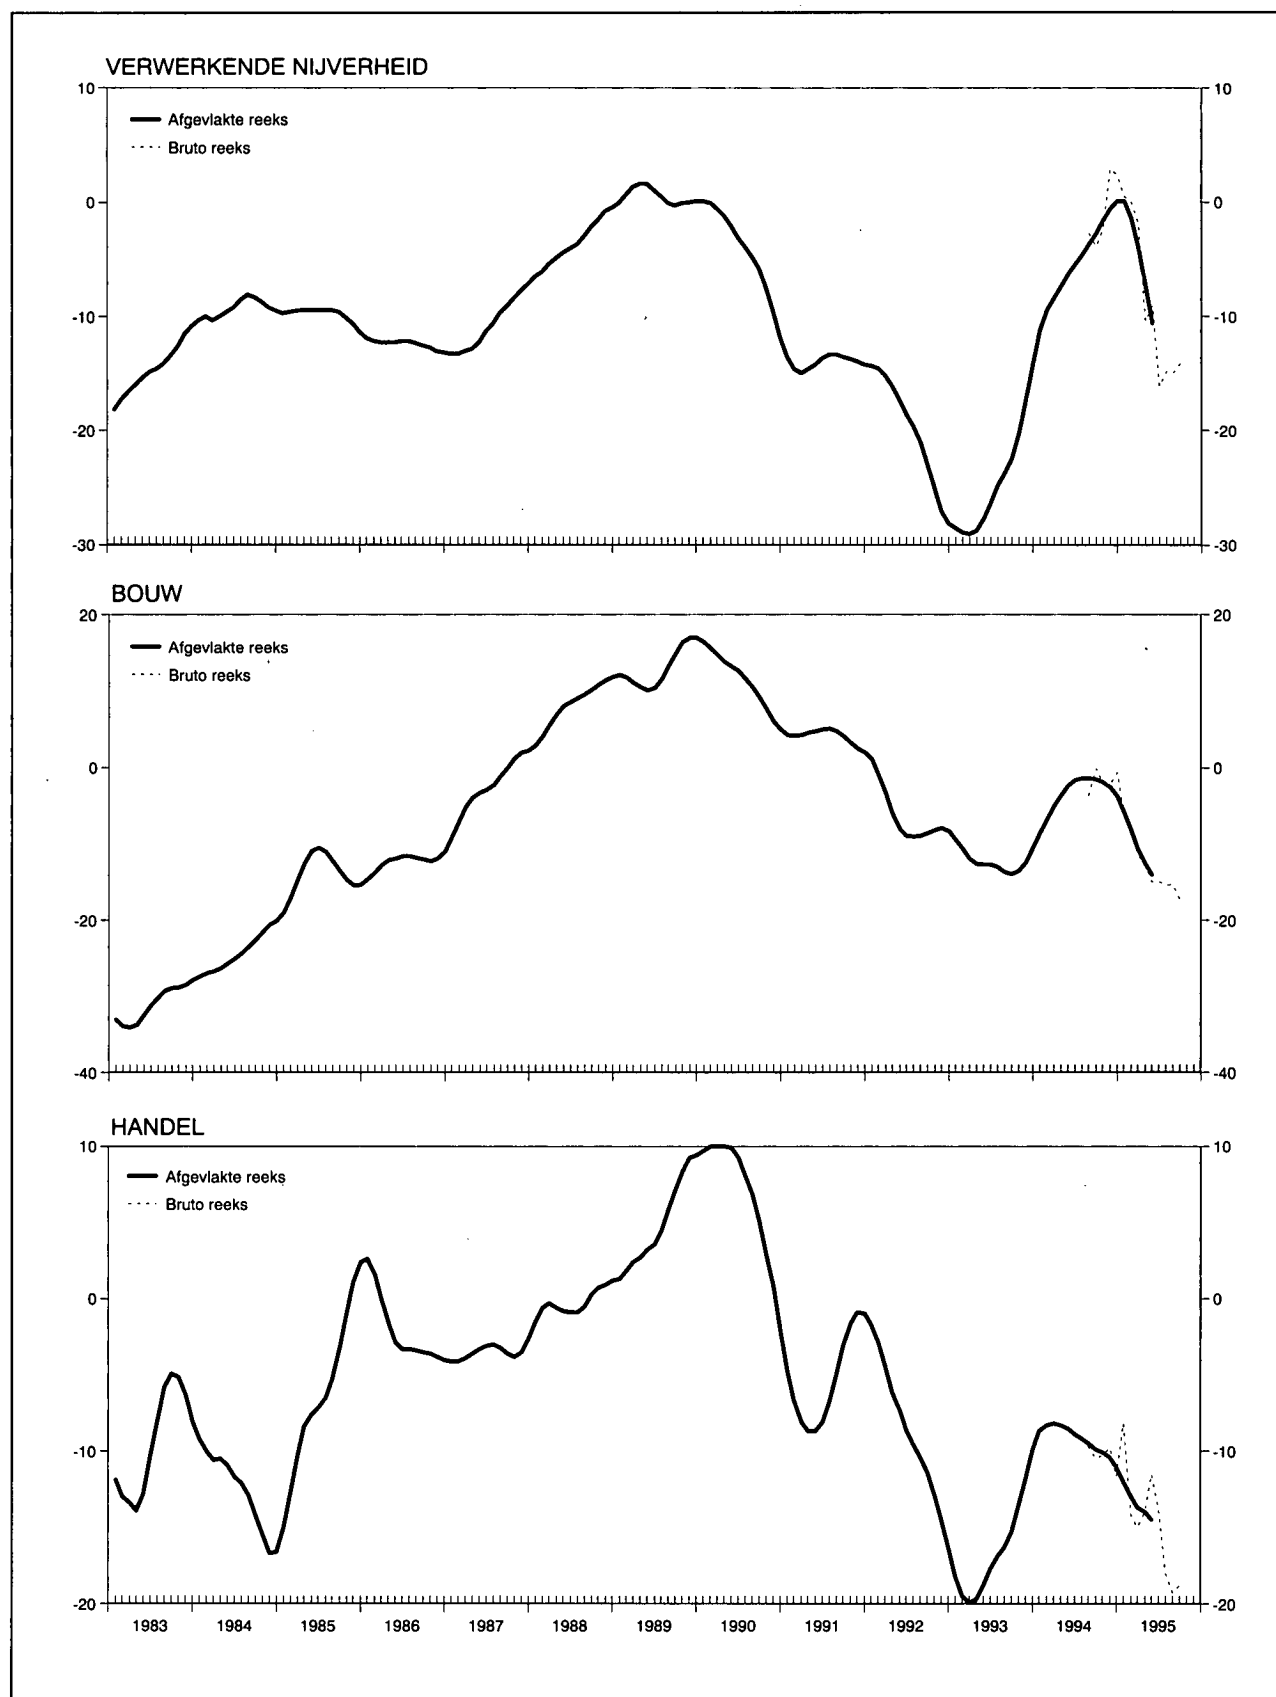 VERWERKENDE NIJVERHEID
10 10
Afgevlakte reeks
Bruto reeks
0 0
-10 -10
-20 -20
-30 -30
BOUW
20 20
Afgevlakte reeks
Bruto reeks
0 0
-20 -20
-40 -40
HANDEL
10 10
Afgevlakte reeks
Bruto reeks
0 0
-10 -10
-20 -20
1983 1984 1985 1986 1987 1988 1989 1990 1991 1992 1993 1994 1995